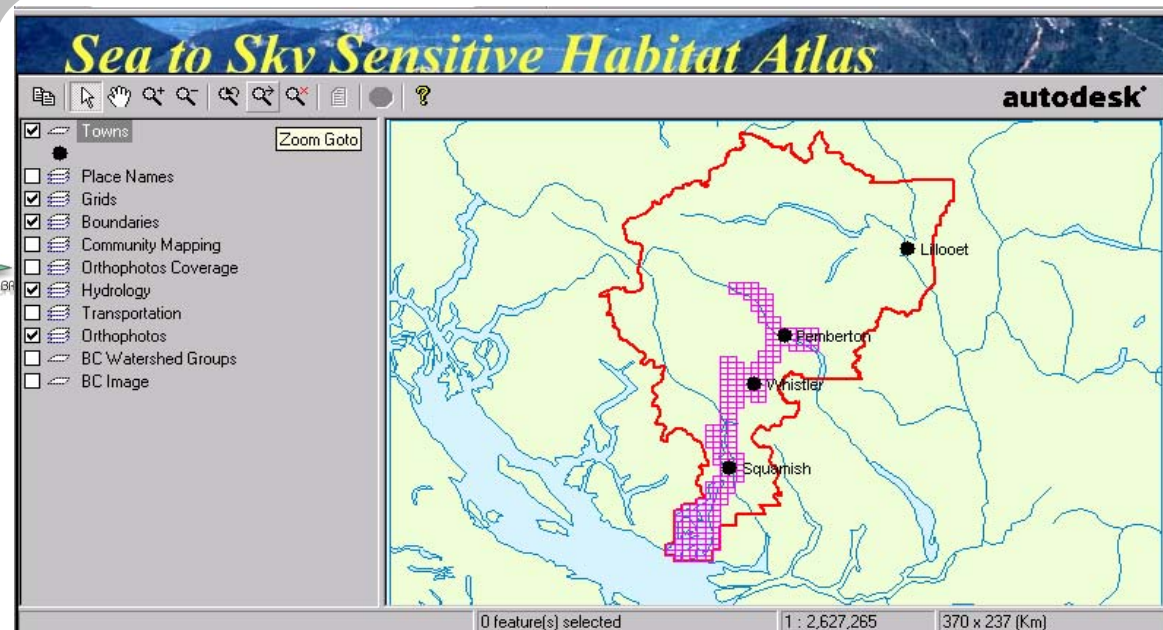 Sea to Sky Sensitive Habitat Atlas
autodesk
Towns
Zoom Goto
Place Names
Grids
Boundaries
Community Mapping
Orthophotos Coverage
Hydrology
Transportation
Orthophotos
BC Watershed Groups
BC Image
Lilooet
Pemberton
Whistler
Squamish
0 feature(s) selected
1 : 2,627,265
370 x 237 (Km)